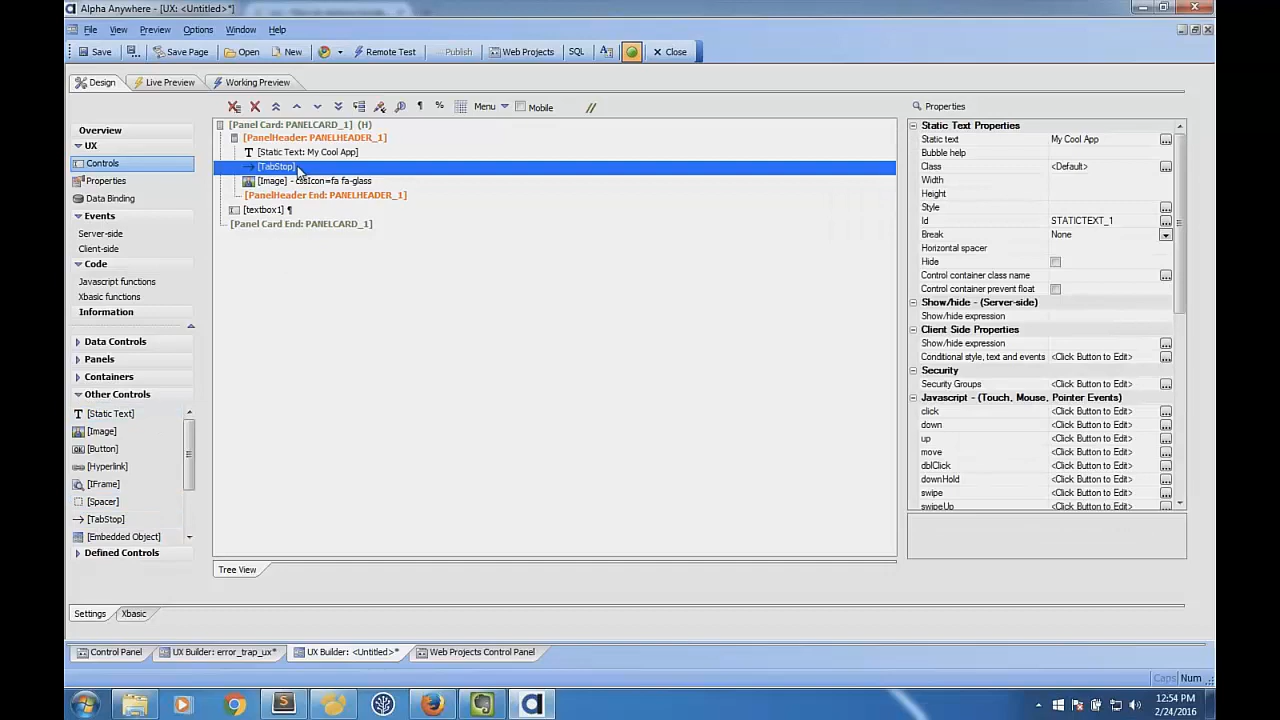 Alpha Anywhere - [UX: <Untitled>*]
File View Preview Options Window Help
Save Save Page Open New Remote Test Publish Web Projects SQL Close
Design Live Preview Working Preview
Menu Mobile
Properties
Overview
UX
Controls
Properties
Data Binding
Events
Server-side
Client-side
Code
Javascript functions
Xbasic functions
Information
Data Controls
Panels
Containers
Other Controls
[Static Text]
[Image]
[Button]
[Hyperlink]
[IFrame]
[Spacer]
[TabStop]
[Embedded Object]
Defined Controls
[Panel Card: PANELCARD_1] (H)
[PanelHeader: PANELHEADER_1]
[Static Text: My Cool App]
[TabStop]
[Image] - cssIcon=fa fa-glass
[PanelHeader End: PANELHEADER_1]
[textbox1] ¶
[Panel Card End: PANELCARD_1]
Tree View
Static Text Properties
Static text My Cool App
Bubble help
Class <Default>
Width
Height
Style
Id STATICTEXT_1
Break None
Horizontal spacer
Hide
Control container class name
Control container prevent float
Show/hide - (Server-side)
Show/hide expression
Client Side Properties
Show/hide expression
Conditional style, text and events <Click Button to Edit>
Security
Security Groups <Click Button to Edit>
Javascript - (Touch, Mouse, Pointer Events)
click <Click Button to Edit>
down <Click Button to Edit>
up <Click Button to Edit>
move <Click Button to Edit>
dblClick <Click Button to Edit>
downHold <Click Button to Edit>
swipe <Click Button to Edit>
swipeUp <Click Button to Edit>
Settings Xbasic
Control Panel UX Builder: error_trap_ux* UX Builder: <Untitled>* Web Projects Control Panel
Caps Num
12:54 PM
2/24/2016